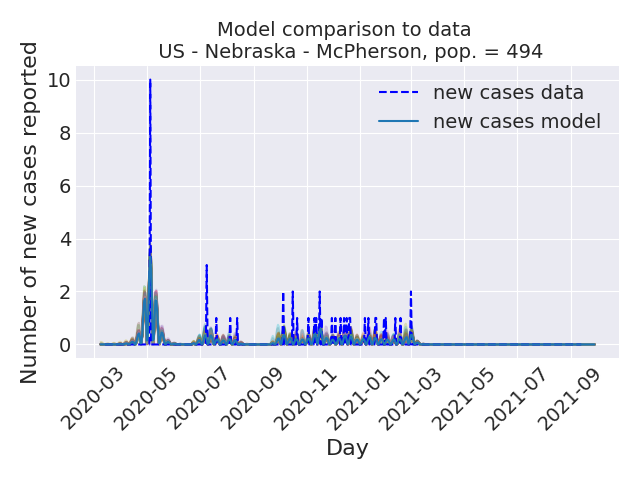 Model comparison to data
US - Nebraska - McPherson, pop. = 494
Number of new cases reported
10
8
6
4
2
0
new cases data
new cases model
2020-03
2020-05
2020-07
2020-09
2020-11
2021-01
2021-03
2021-05
2021-07
2021-09
Day